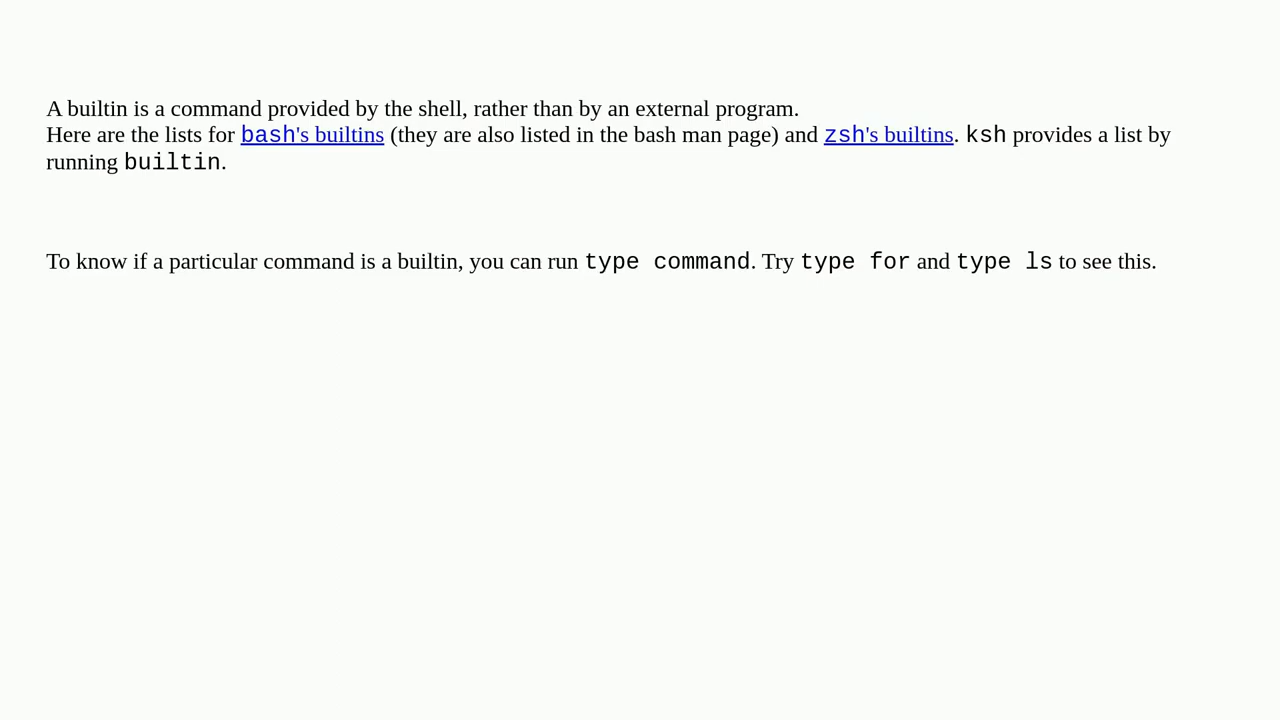 A builtin is a command provided by the shell, rather than by an external program.
Here are the lists for bash's builtins (they are also listed in the bash man page) and zsh's builtins. ksh provides a list by
running builtin.
To know if a particular command is a builtin, you can run type command. Try type for and type ls to see this.